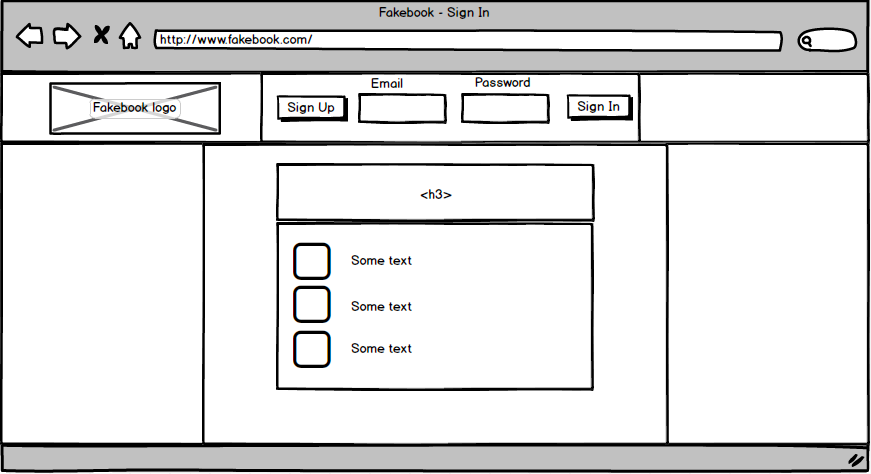 Fakebook - Sign In
http://www.fakebook.com/
Email
Password
Fakebook logo
Sign Up
Sign In
<h3>
Some text
Some text
Some text